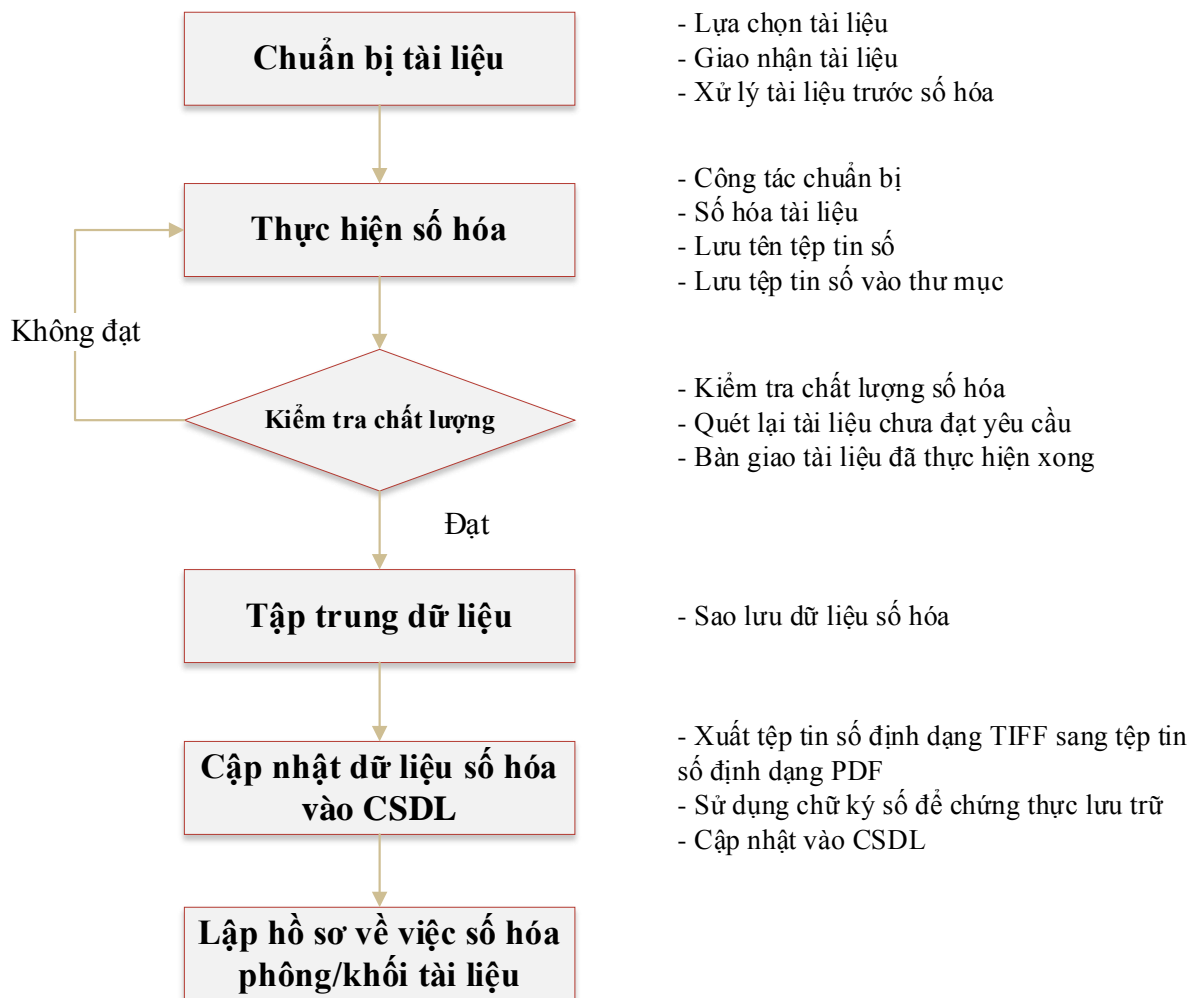 Chuẩn bị tài liệu
- Lựa chọn tài liệu
- Giao nhận tài liệu
- Xử lý tài liệu trước số hóa
Thực hiện số hóa
- Công tác chuẩn bị
- Số hóa tài liệu
- Lưu tên tệp tin số
- Lưu tệp tin số vào thư mục
Không đạt
Kiểm tra chất lượng
- Kiểm tra chất lượng số hóa
- Quét lại tài liệu chưa đạt yêu cầu
- Bàn giao tài liệu đã thực hiện xong
Đạt
Tập trung dữ liệu
- Sao lưu dữ liệu số hóa
Cập nhật dữ liệu số hóa
vào CSDL
- Xuất tệp tin số định dạng TIFF sang tệp tin
số định dạng PDF
- Sử dụng chữ ký số để chứng thực lưu trữ
- Cập nhật vào CSDL
Lập hồ sơ về việc số hóa
phông/khối tài liệu